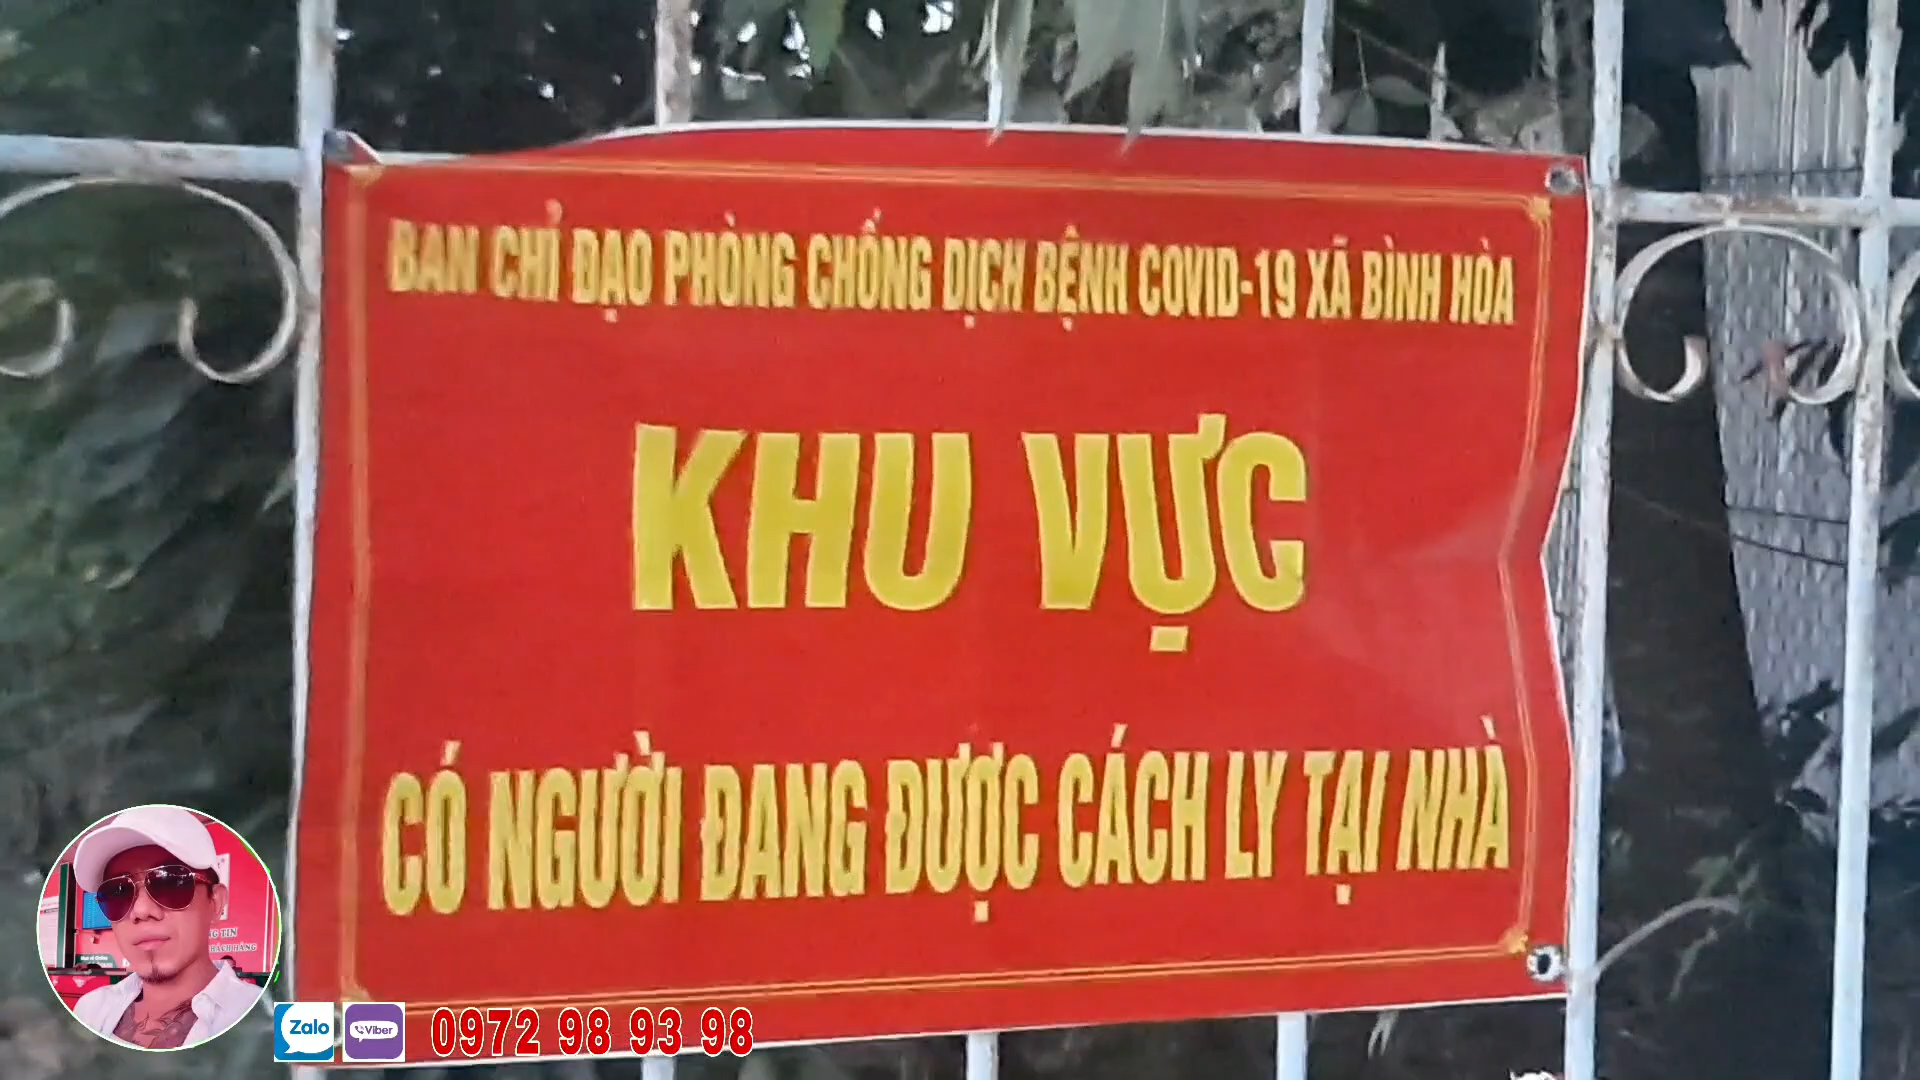 BAN CHỈ ĐẠO PHÒNG CHỐNG DỊCH BỆNH COVID-19 XÃ BÌNH HÒA
KHU VỰC
CÓ NGƯỜI ĐANG ĐƯỢC CÁCH LY TẠI NHÀ
Zalo Viber 0972 98 93 98